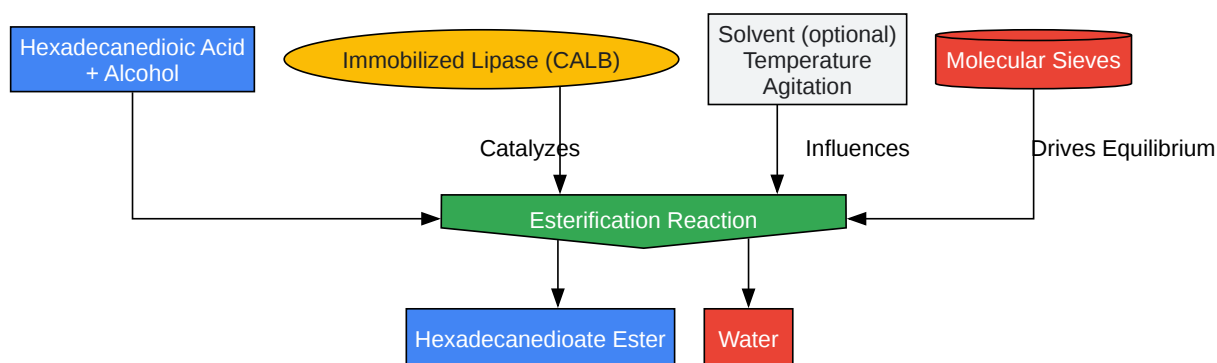 Hexadecanedioic Acid
+ Alcohol
Immobilized Lipase (CALB)
Solvent (optional)
Temperature
Agitation
Molecular Sieves
Catalyzes
Influences
Drives Equilibrium
Esterification Reaction
Hexadecanedioate Ester
Water